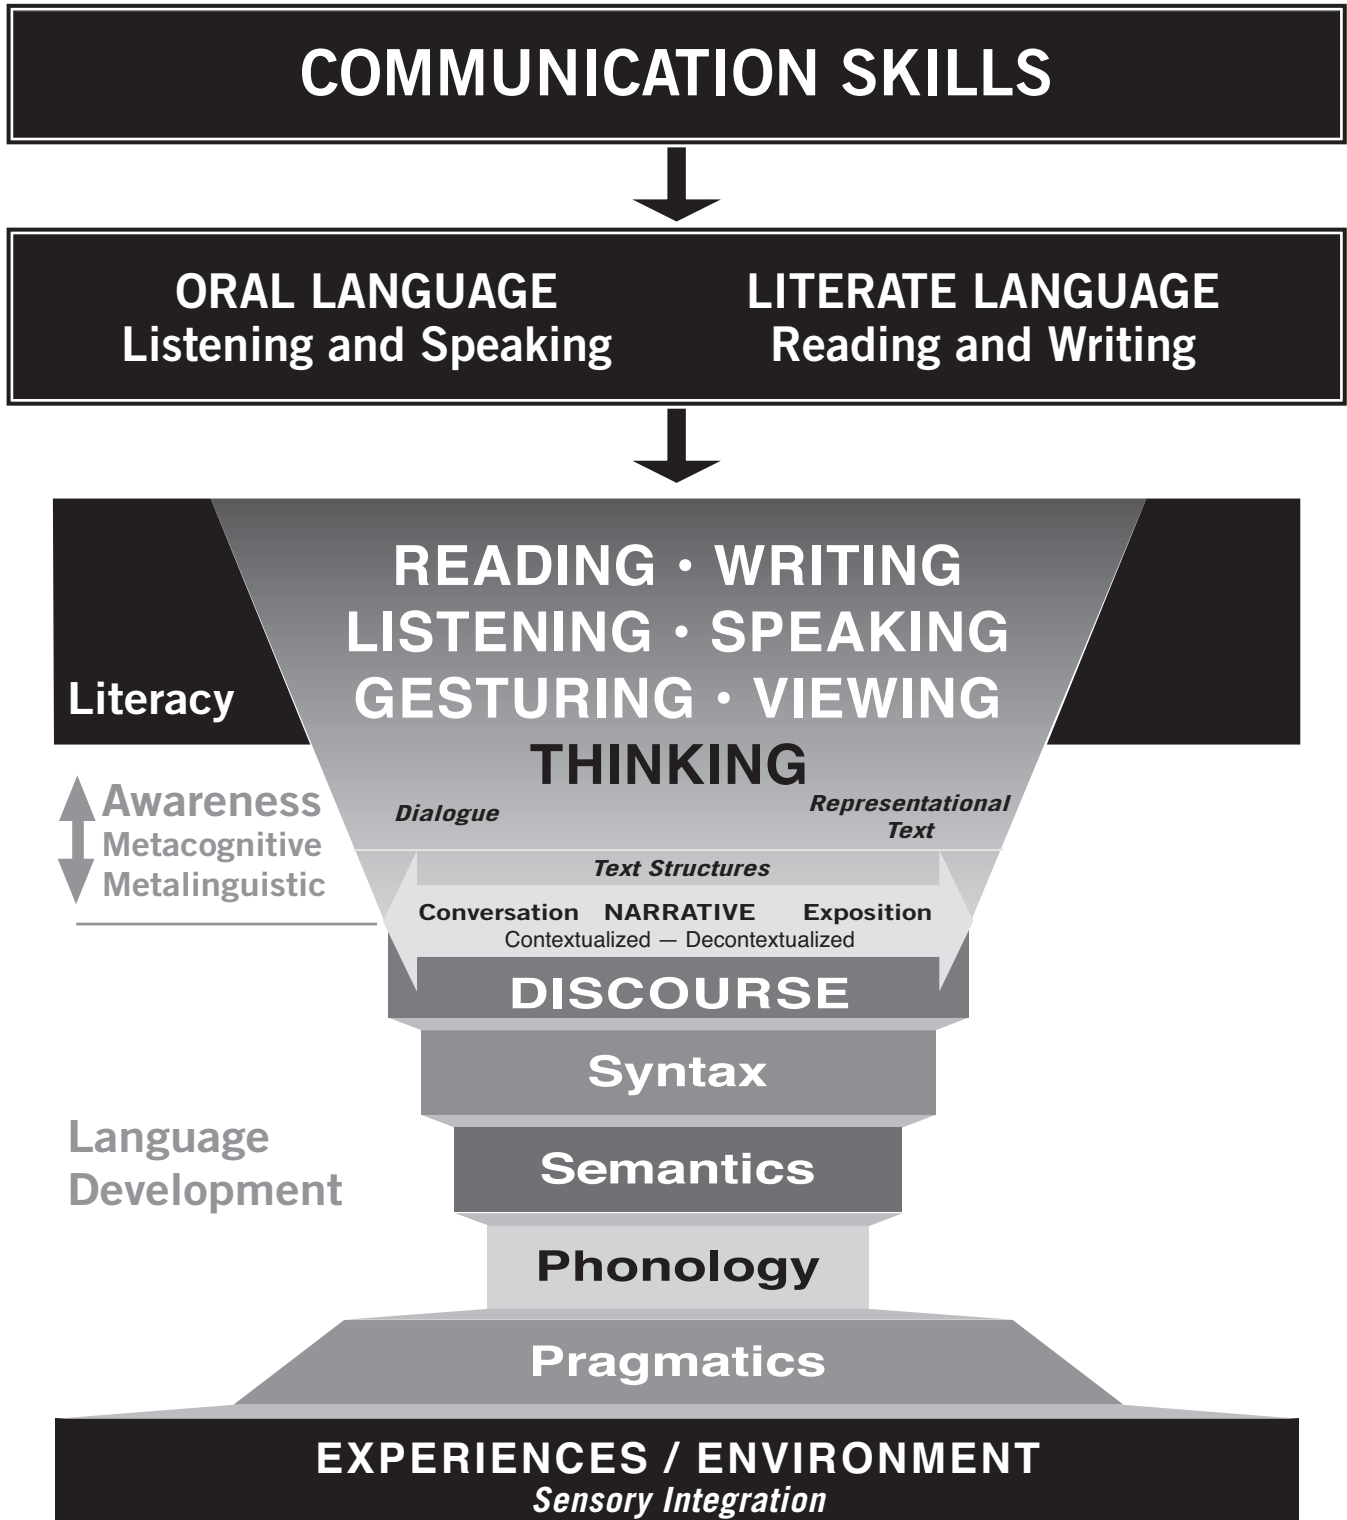 COMMUNICATION SKILLS
ORAL LANGUAGE
Listening and Speaking
LITERATE LANGUAGE
Reading and Writing
READING • WRITING
LISTENING • SPEAKING
GESTURING • VIEWING
THINKING
Literacy
Awareness
Metacognitive
Metalinguistic
Dialogue
Representational
Text
Text Structures
Conversation NARRATIVE Exposition
Contextualized — Decontextualized
DISCOURSE
Syntax
Language
Development
Semantics
Phonology
Pragmatics
EXPERIENCES / ENVIRONMENT
Sensory Integration